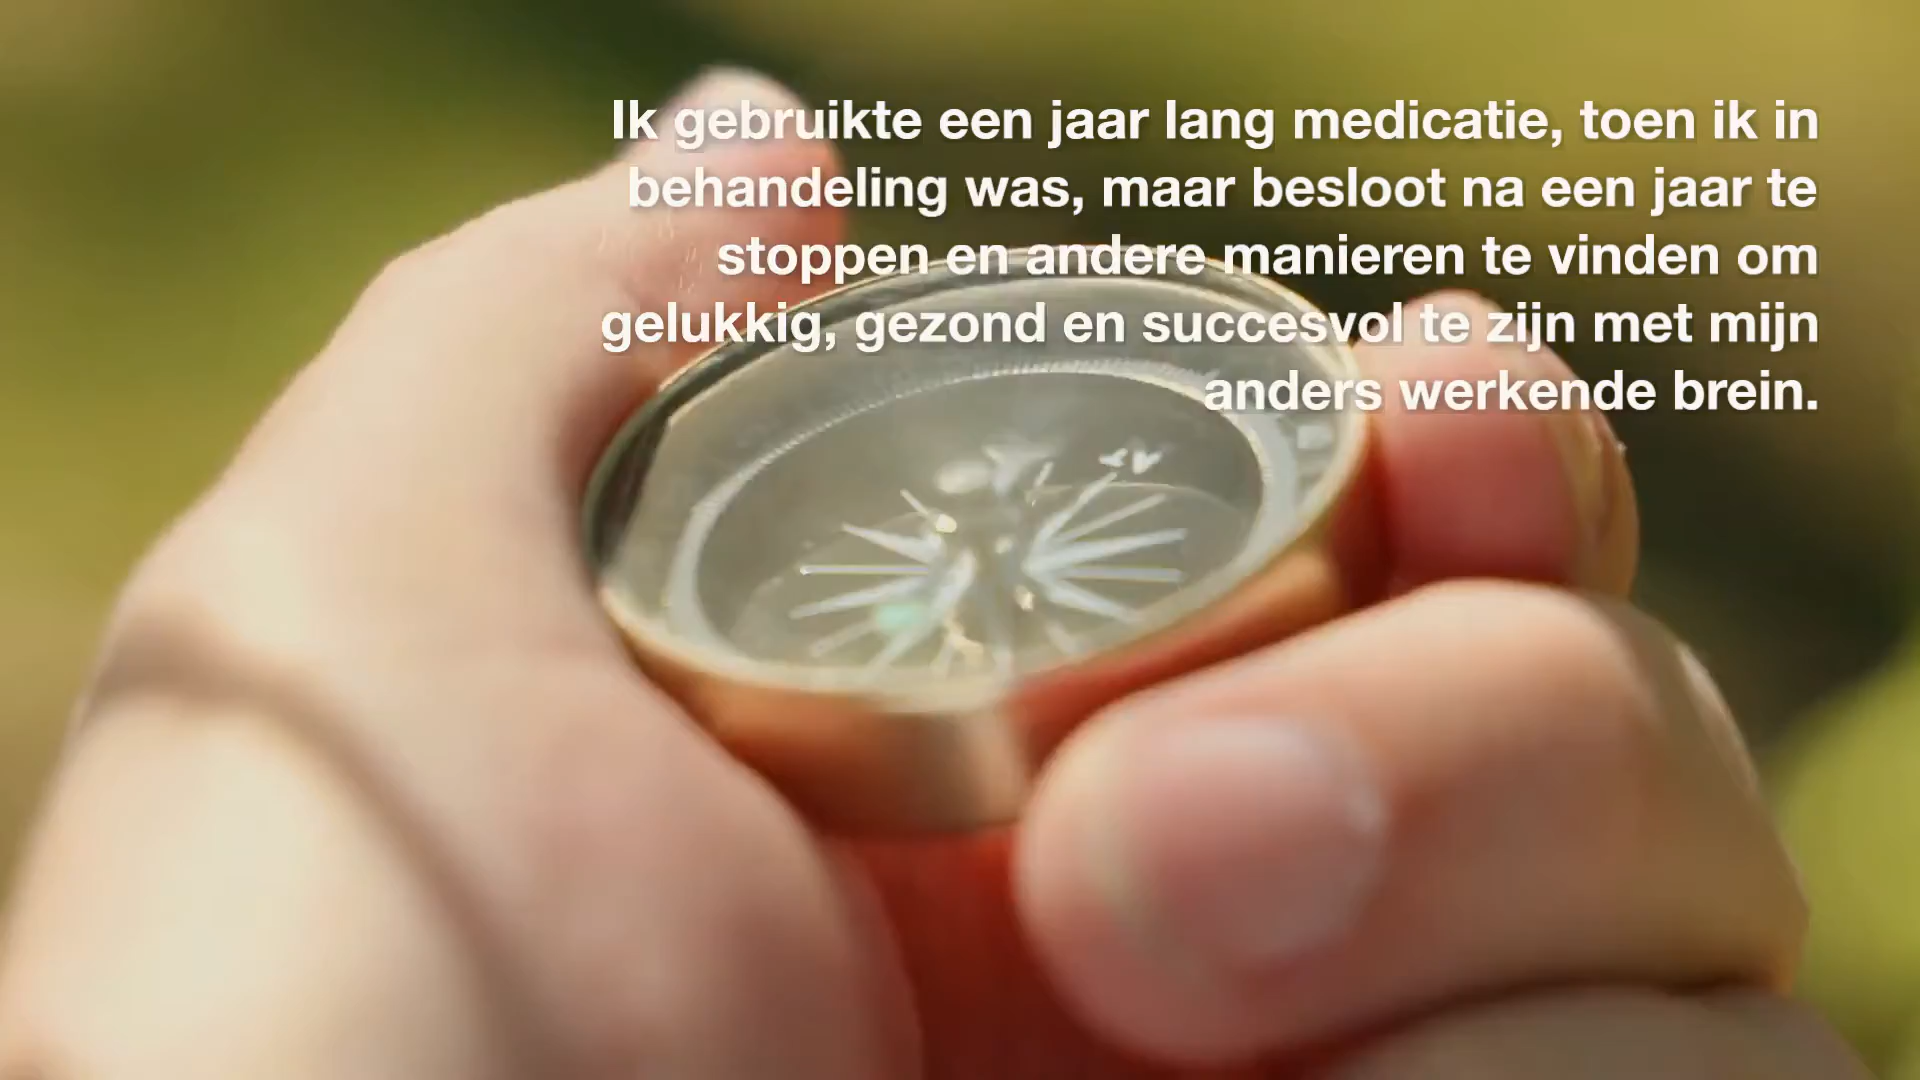 Ik gebruikte een jaar lang medicatie, toen ik in
behandeling was, maar besloot na een jaar te
stoppen en andere manieren te vinden om
gelukkig, gezond en succesvol te zijn met mijn
anders werkende brein.